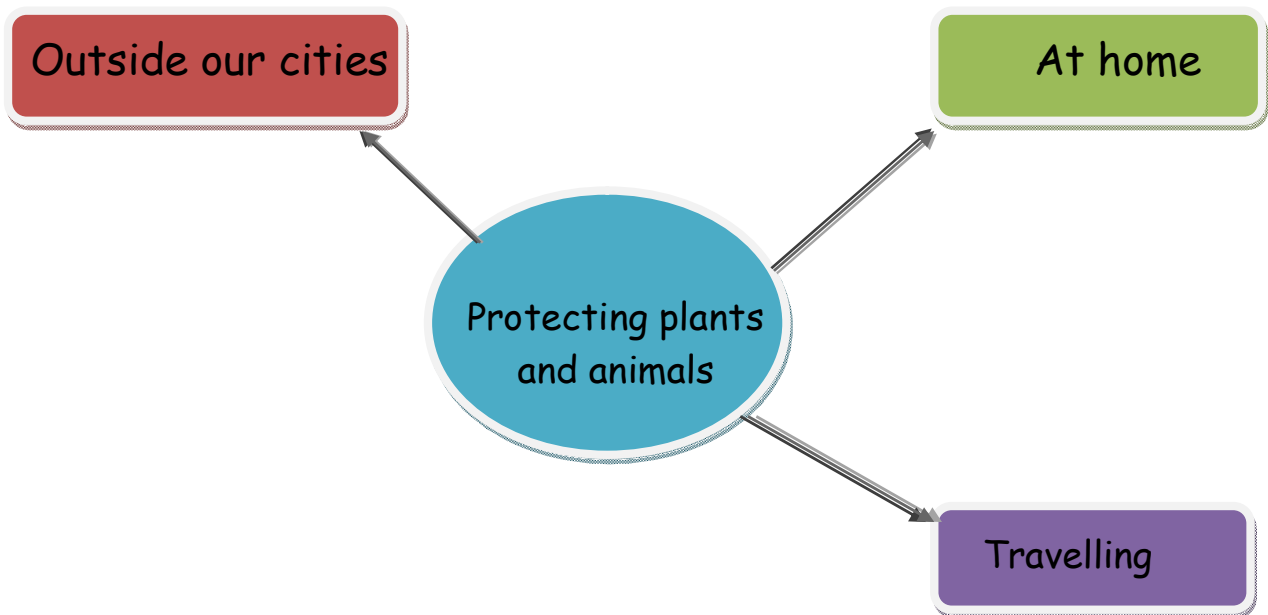 Outside our cities
At home
Protecting plants
and animals
Travelling